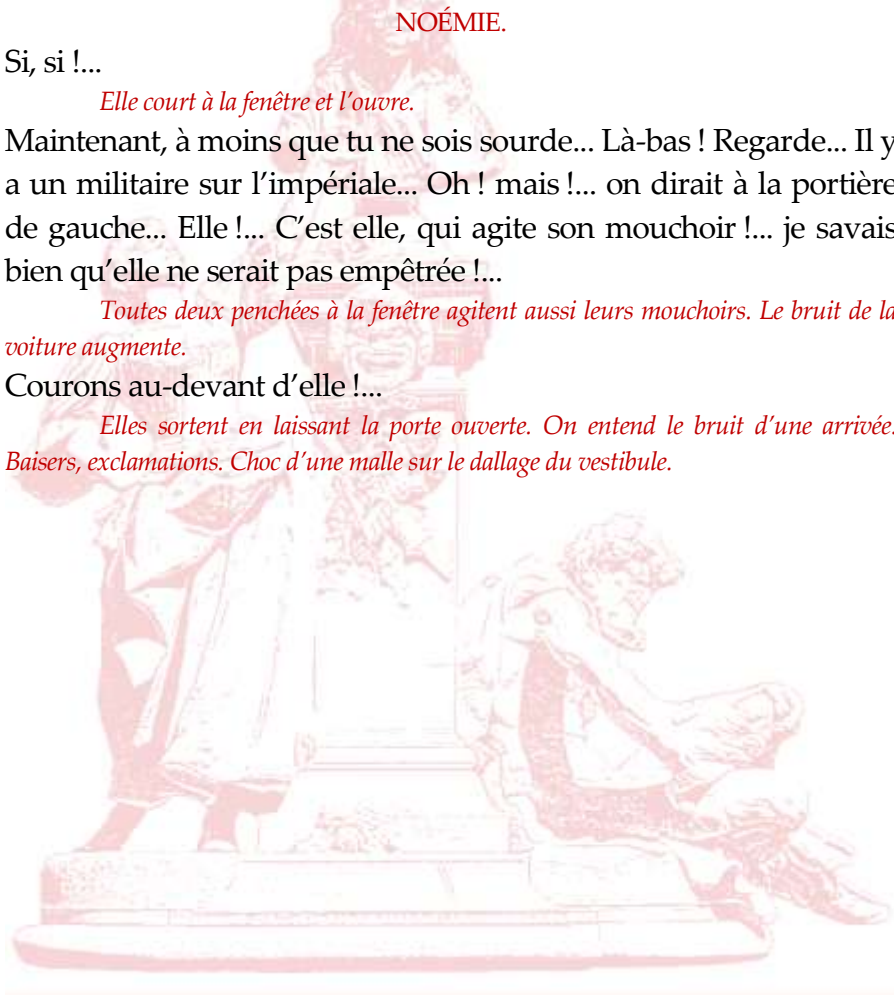 NOÉMIE.
Si, si !...
Elle court à la fenêtre et l’ouvre.
Maintenant, à moins que tu ne sois sourde... Là-bas ! Regarde... Il y
a un militaire sur l’impériale... Oh ! mais !... on dirait à la portière
de gauche... Elle !... C’est elle, qui agite son mouchoir !... je savais
bien qu’elle ne serait pas empêtrée !...
Toutes deux penchées à la fenêtre agitent aussi leurs mouchoirs. Le bruit de la
voiture augmente.
Courons au-devant d’elle !...
Elles sortent en laissant la porte ouverte. On entend le bruit d’une arrivée.
Baisers, exclamations. Choc d’une malle sur le dallage du vestibule.